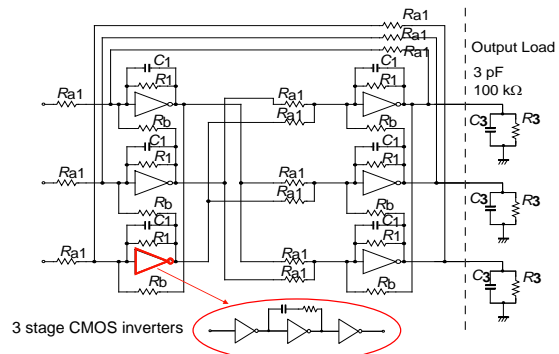 Ra1
Ra1
Ra1
Output Load
3 pF
100 kΩ
C1
R1
Ra1
Rb
Ra1
Ra1
C1
R1
Rb
C3
R3
C1
R1
Ra1
Rb
Ra1
Ra1
C1
R1
Rb
C3
R3
C1
R1
Ra1
Rb
Ra1
Ra1
C1
R1
Rb
C3
R3
3 stage CMOS inverters